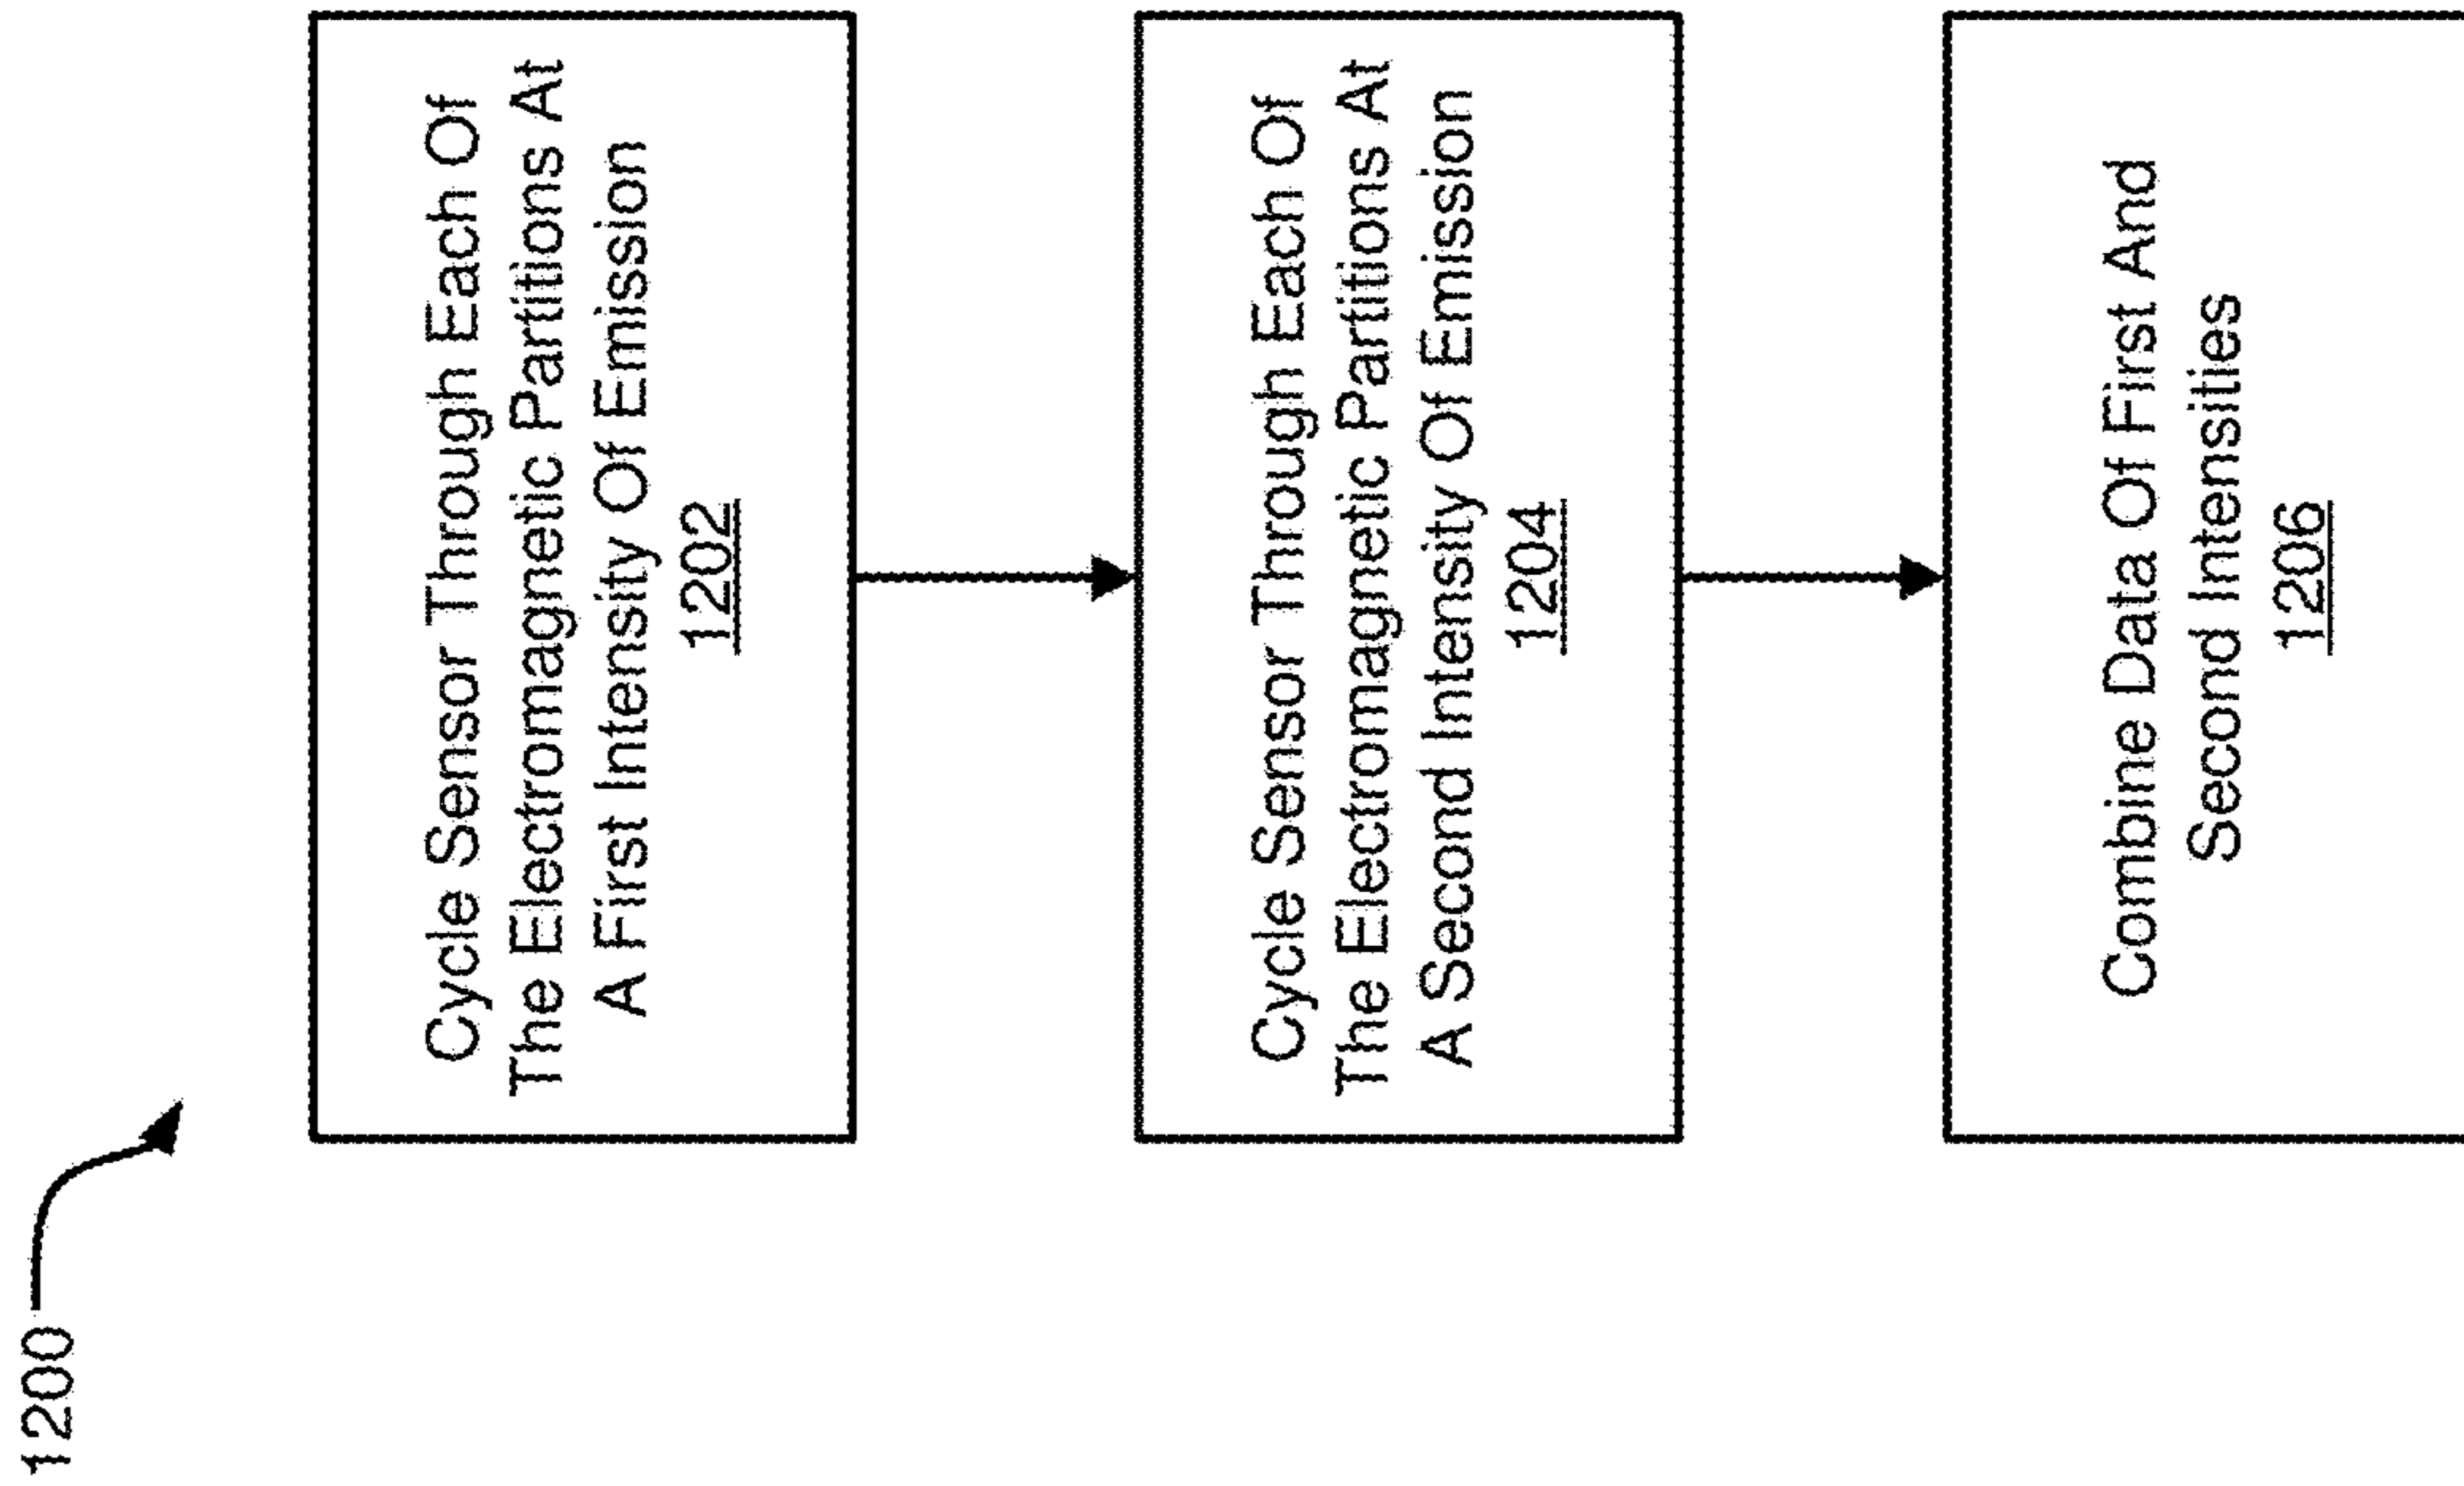 1200
Cycle Sensor Through Each Of
The Electromagnetic Partitions At
A First Intensity Of Emission
1202
Cycle Sensor Through Each Of
The Electromagnetic Partitions At
A Second Intensity Of Emission
1204
Combine Data Of First And
Second Intensities
1206